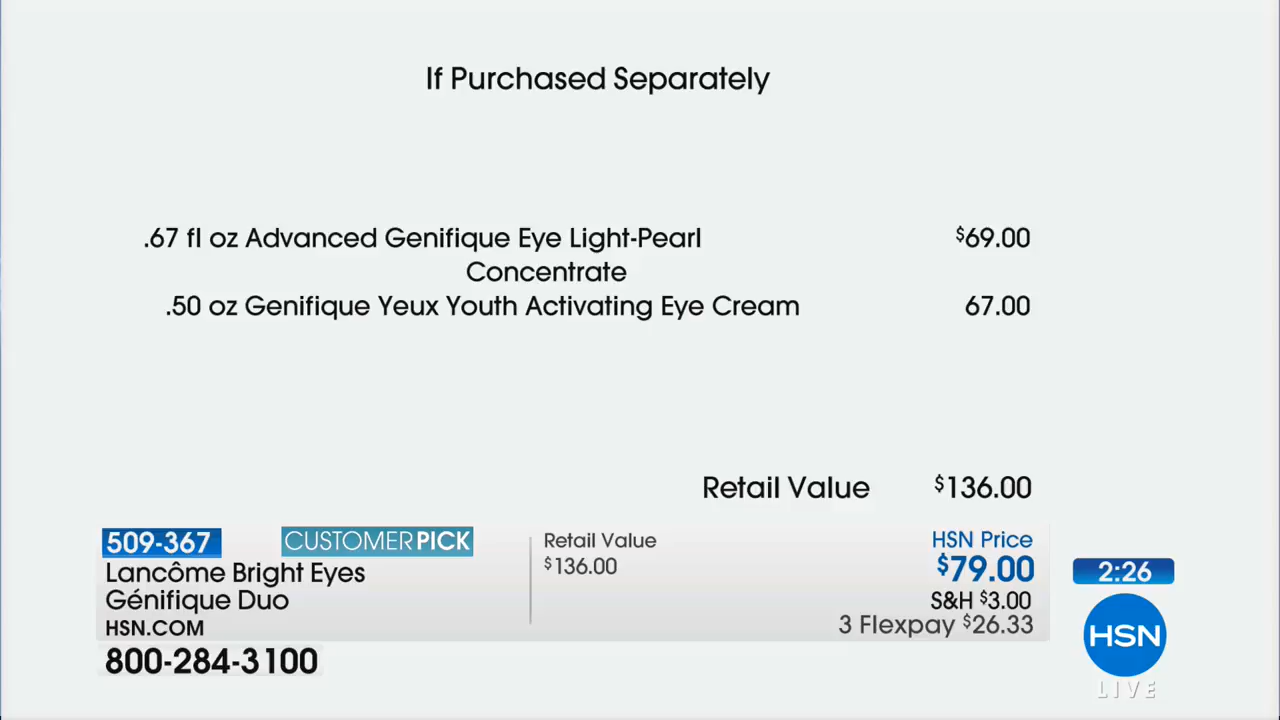 If Purchased Separately
.67 fl oz Advanced Genifique Eye Light-Pearl $69.00
Concentrate
.50 oz Genifique Yeux Youth Activating Eye Cream 67.00
Retail Value $136.00
509-367 CUSTOMERPICK
Lancôme Bright Eyes
Génifique Duo
HSN.COM
800-284-3100
Retail Value
$136.00
HSN Price
$79.00
S&H $3.00
3 Flexpay $26.33
2:26
HSN
LIVE